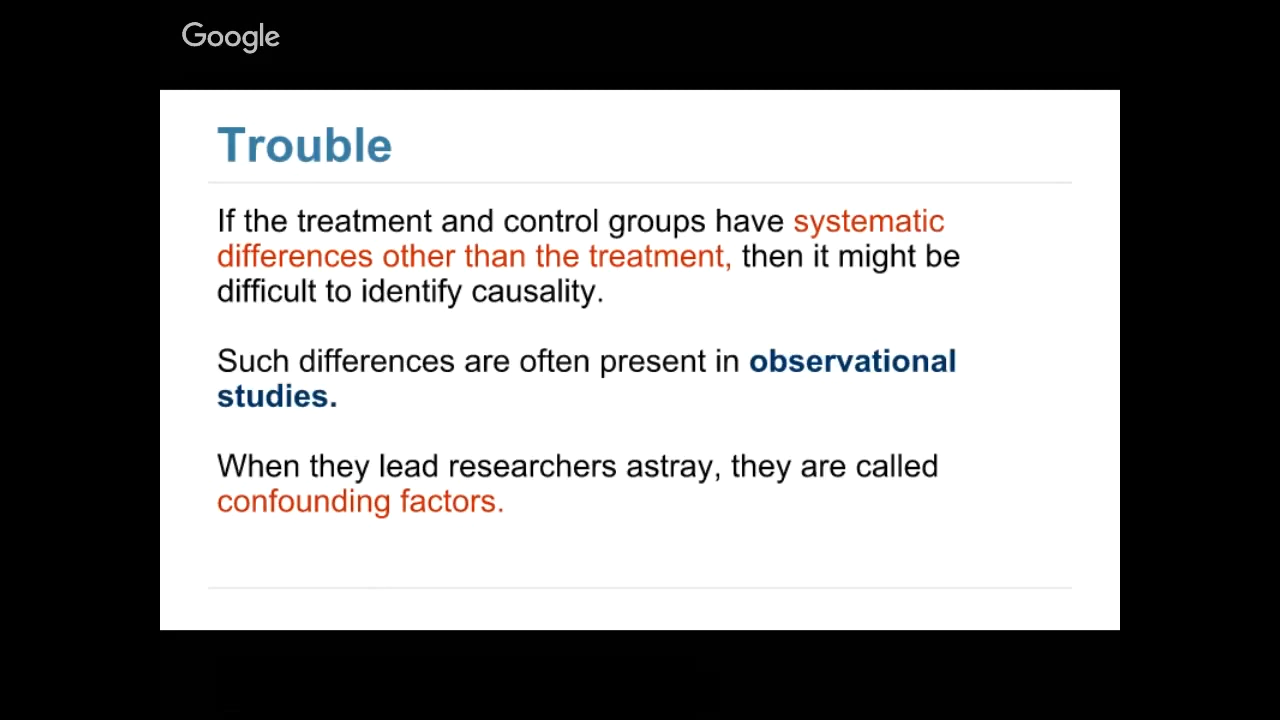 Google
Trouble
If the treatment and control groups have systematic
differences other than the treatment, then it might be
difficult to identify causality.
Such differences are often present in observational
studies.
When they lead researchers astray, they are called
confounding factors.